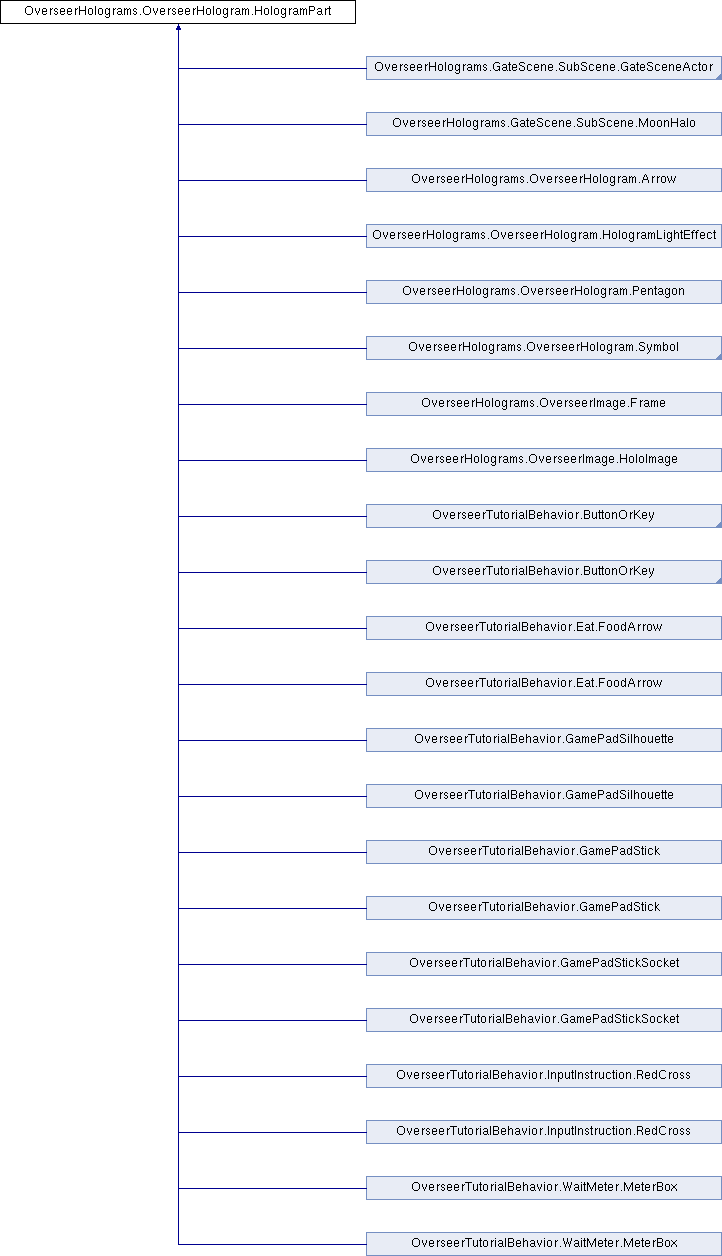 OverseerHolograms.OverseerHologram.HologramPart
OverseerHolograms.GateScene.SubScene.GateSceneActor
OverseerHolograms.GateScene.SubScene.MoonHalo
OverseerHolograms.OverseerHologram.Arrow
OverseerHolograms.OverseerHologram.HologramLightEffect
OverseerHolograms.OverseerHologram.Pentagon
OverseerHolograms.OverseerHologram.Symbol
OverseerHolograms.OverseerImage.Frame
OverseerHolograms.OverseerImage.HoloImage
OverseerTutorialBehavior.ButtonOrKey
OverseerTutorialBehavior.ButtonOrKey
OverseerTutorialBehavior.Eat.FoodArrow
OverseerTutorialBehavior.Eat.FoodArrow
OverseerTutorialBehavior.GamePadSilhouette
OverseerTutorialBehavior.GamePadSilhouette
OverseerTutorialBehavior.GamePadStick
OverseerTutorialBehavior.GamePadStick
OverseerTutorialBehavior.GamePadStickSocket
OverseerTutorialBehavior.GamePadStickSocket
OverseerTutorialBehavior.InputInstruction.RedCross
OverseerTutorialBehavior.InputInstruction.RedCross
OverseerTutorialBehavior.WaitMeter.MeterBox
OverseerTutorialBehavior.WaitMeter.MeterBox